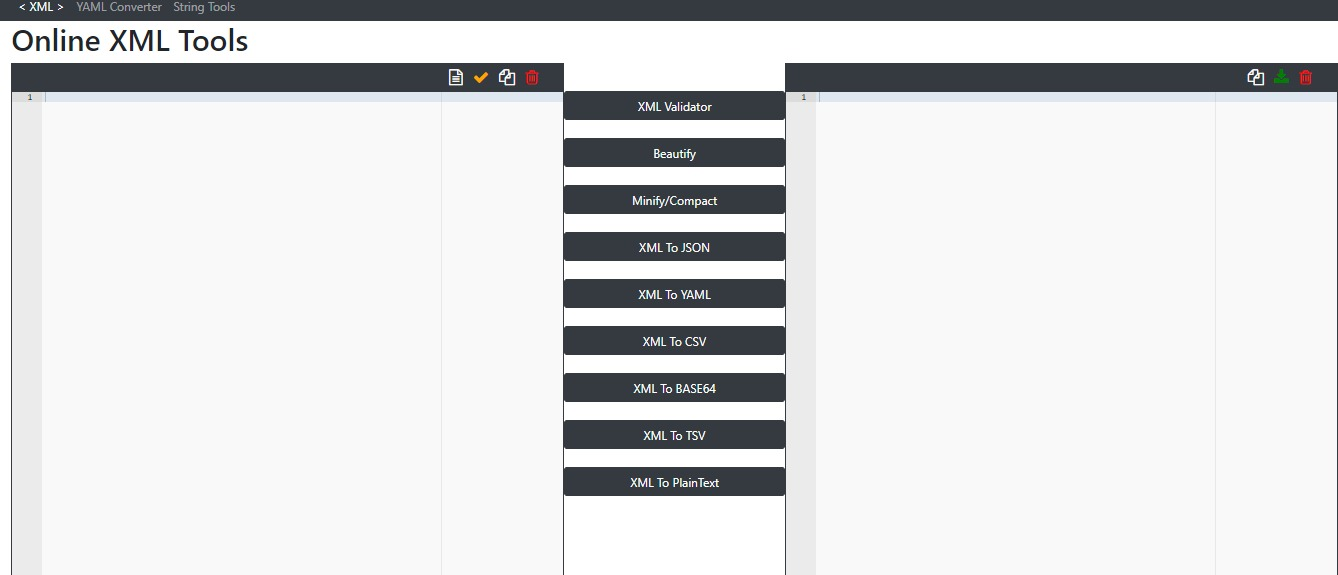 < XML > YAML Converter String Tools
Online XML Tools
1
1
XML Validator
Beautify
Minify/Compact
XML To JSON
XML To YAML
XML To CSV
XML To BASE64
XML To TSV
XML To PlainText